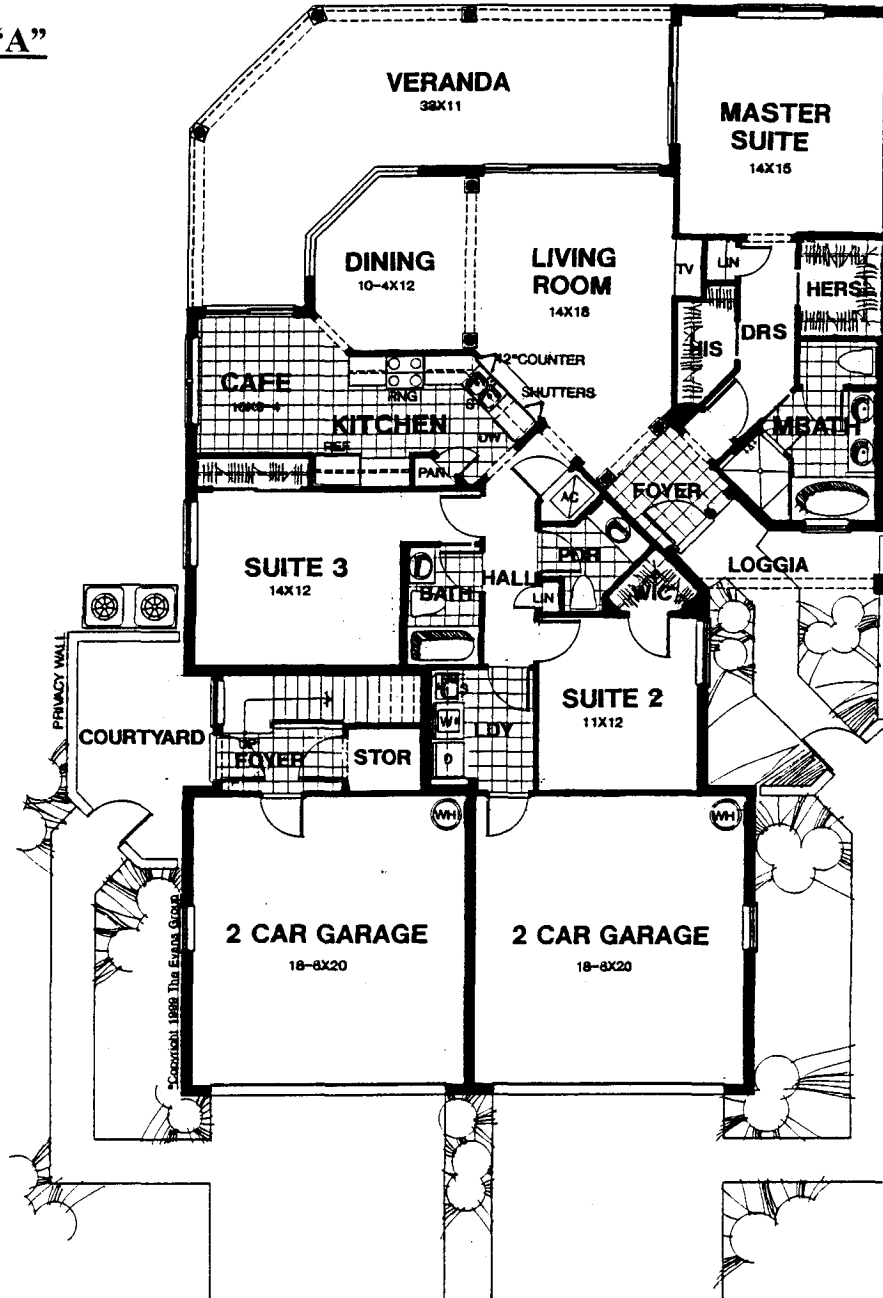 "A"
VERANDA
38X11
MASTER
SUITE
14X15
DINING
10-4X12
LIVING
ROOM
14X18
TV
LIN
HERS
HIS
DRS
42"COUNTER
SHUTTERS
CAFE
RNG
KITCHEN
DW
REF
PAN
MBATH
AC
FOYER
SUITE 3
14X12
BATH
HALL
PDR
LIN
WIC
LOGGIA
PRIVACY WALL
COURTYARD
UP
FOYER
STOR
W
D
LDY
SUITE 2
11X12
WH
WH
2 CAR GARAGE
18-8X20
2 CAR GARAGE
18-8X20
Copyright 1999 The Evans Group